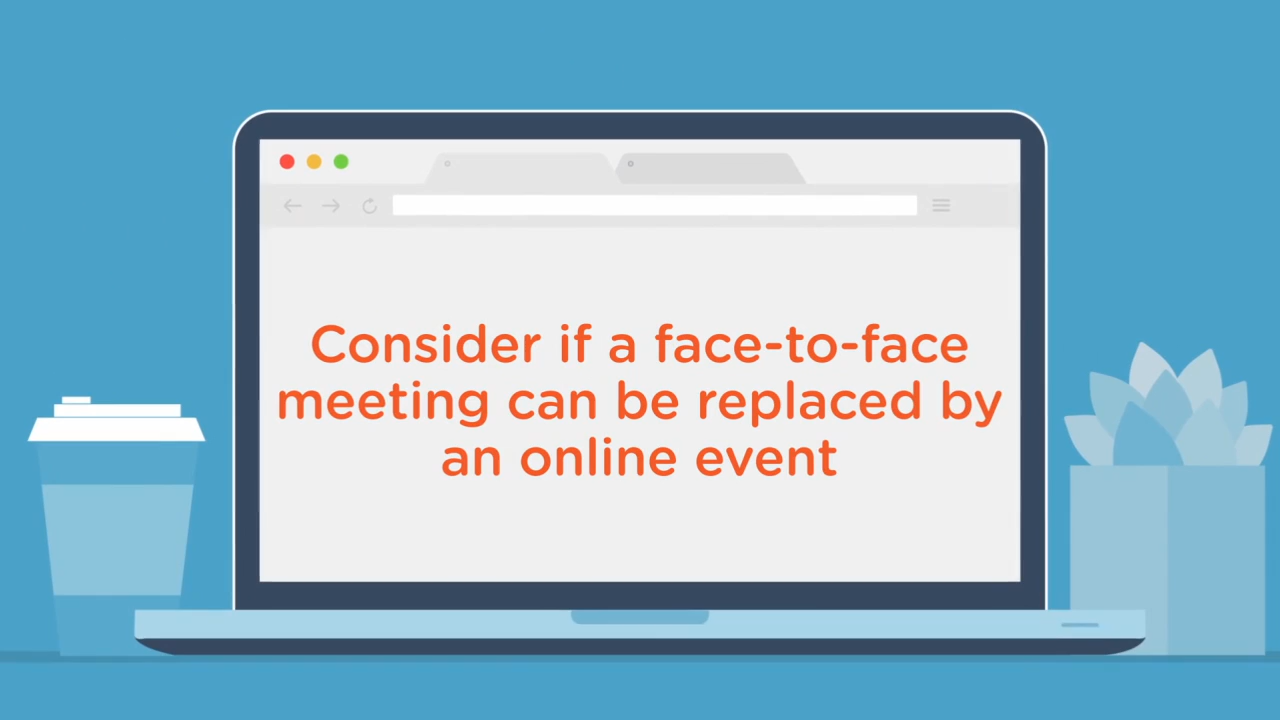 Consider if a face-to-face
meeting can be replaced by
an online event